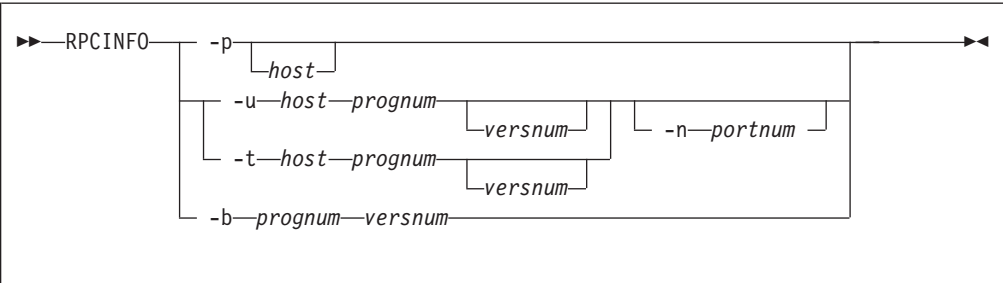 RPCINFO -p
host
-u host prognum
versnum -n portnum
-t host prognum
versnum
-b prognum versnum